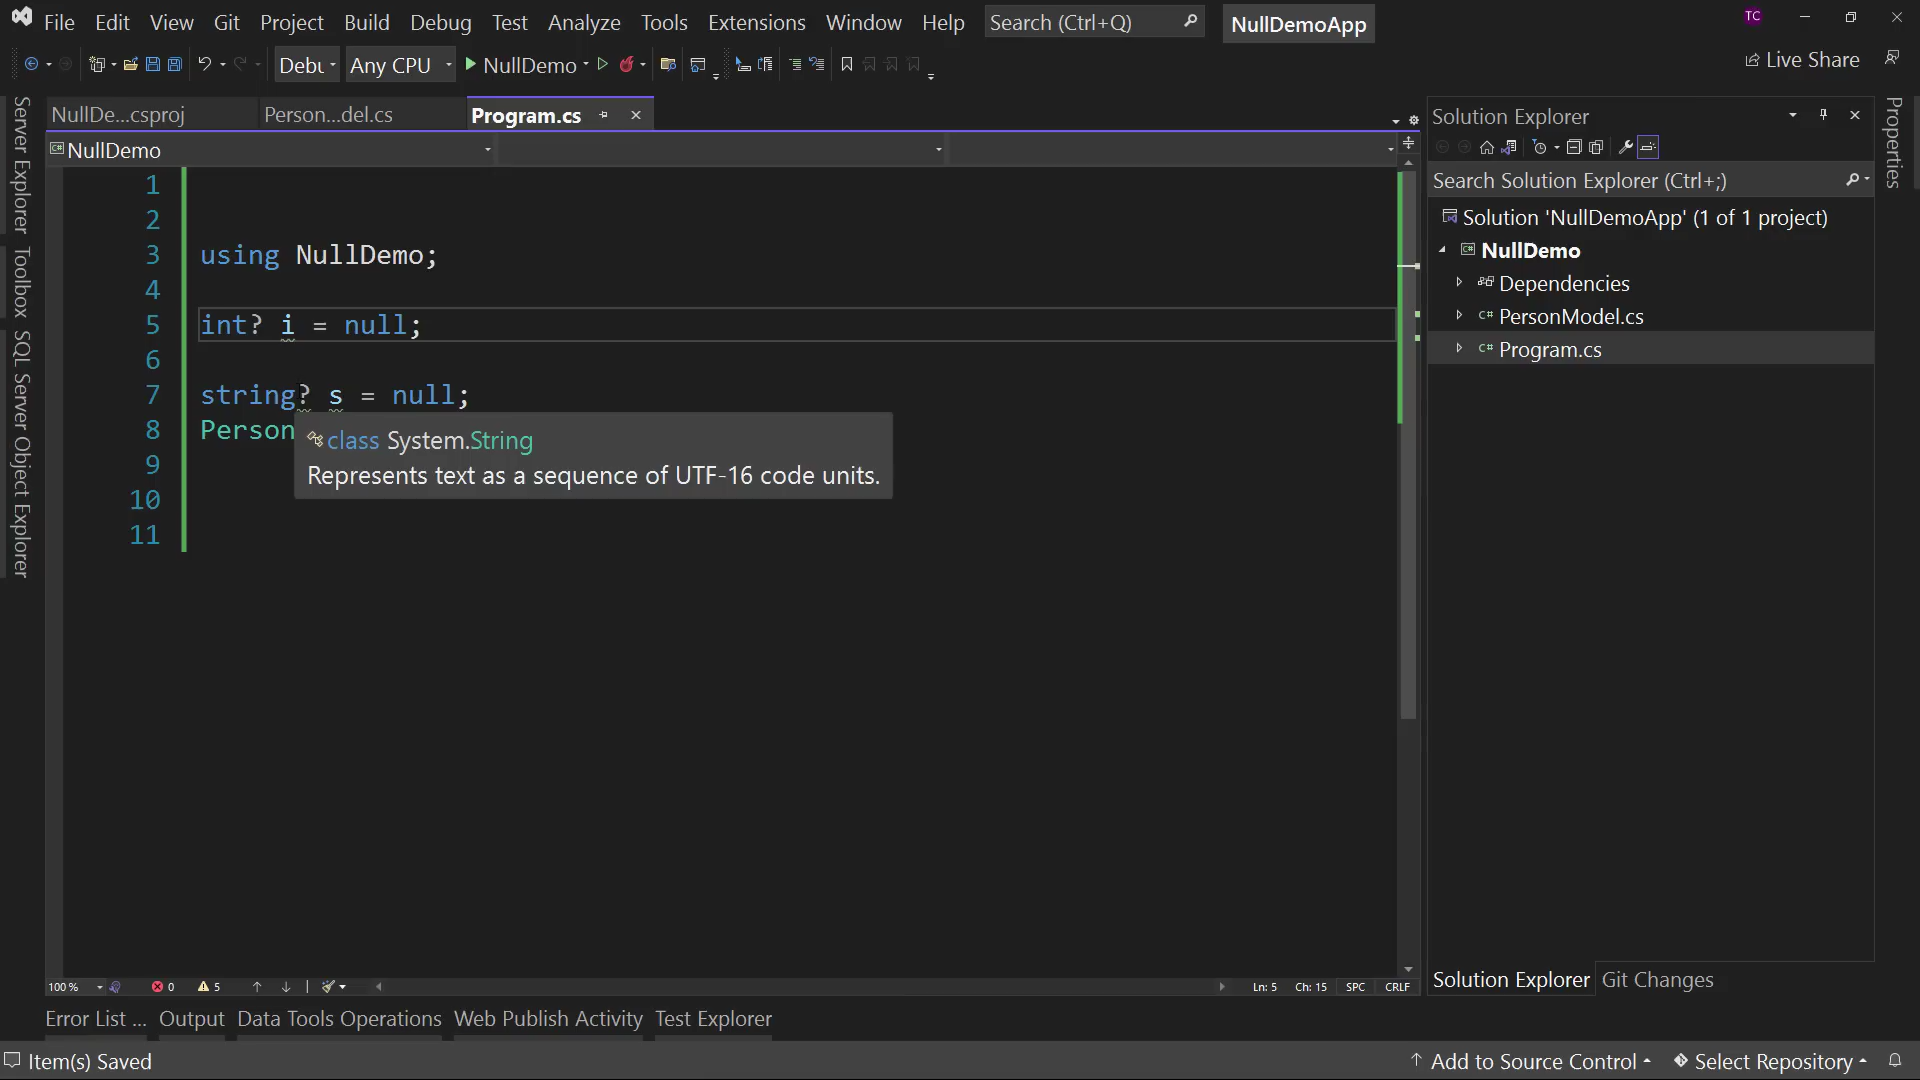 File Edit View Git Project Build Debug Test Analyze Tools Extensions Window Help Search (Ctrl+Q) NullDemoApp TC
Debu Any CPU NullDemo Live Share
NullDe...csproj Person...del.cs Program.cs
NullDemo
1
2
3 using NullDemo;
4
5 int? i = null;
6
7 string? s = null;
8 Person
9
10
11
class System.String
Represents text as a sequence of UTF-16 code units.
Server Explorer
Toolbox
SQL Server Object Explorer
Solution Explorer
Search Solution Explorer (Ctrl+;)
Solution 'NullDemoApp' (1 of 1 project)
NullDemo
Dependencies
C# PersonModel.cs
C# Program.cs
Properties
100 % 0 5 Ln: 5 Ch: 15 SPC CRLF
Solution Explorer Git Changes
Error List ... Output Data Tools Operations Web Publish Activity Test Explorer
Item(s) Saved Add to Source Control Select Repository